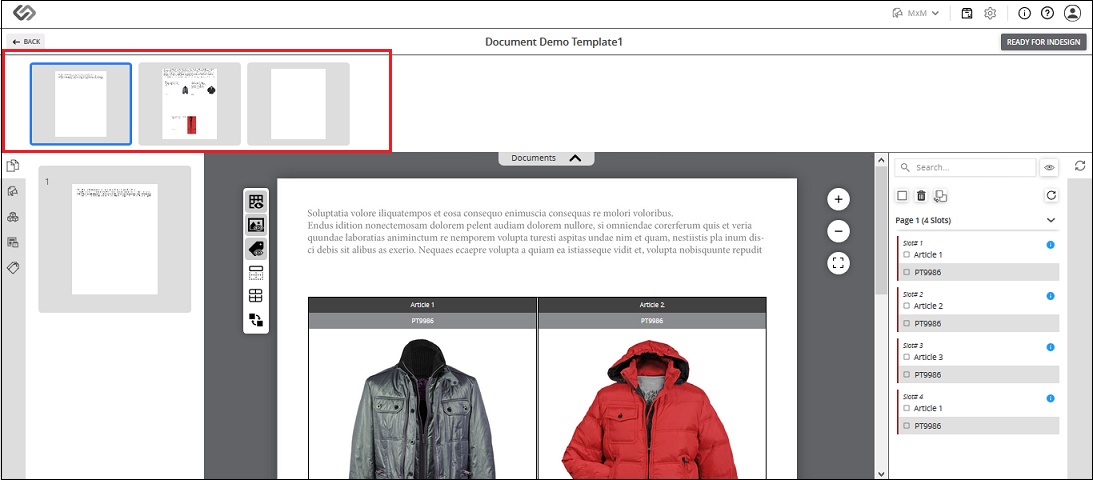 MxM
BACK
Document Demo Template1
READY FOR INDESIGN
Documents
1
Soluptatia volore iliquatempos et eosa consequo enimuscia consequas re molori voloribus.
Endus idition nonectemosam dolorem pelent audiam dolorem nullore, si omniendae corerferum quis et veria
quundae laboratias animinctum re nemporem volupta turesti aspitas undae nim et quam, nestiistis pla inum dis-
ci debis sit alibus as exerio. Nequaes ecaepre volupta a quiam ea istiasseque vidit et, volupta nobisquunte repudit
Article 1
Article 2
PT9986
PT9986
Search...
Page 1 (4 Slots)
Slot# 1
Article 1
PT9986
Slot# 2
Article 2
PT9986
Slot# 3
Article 3
PT9986
Slot# 4
Article 1
PT9986